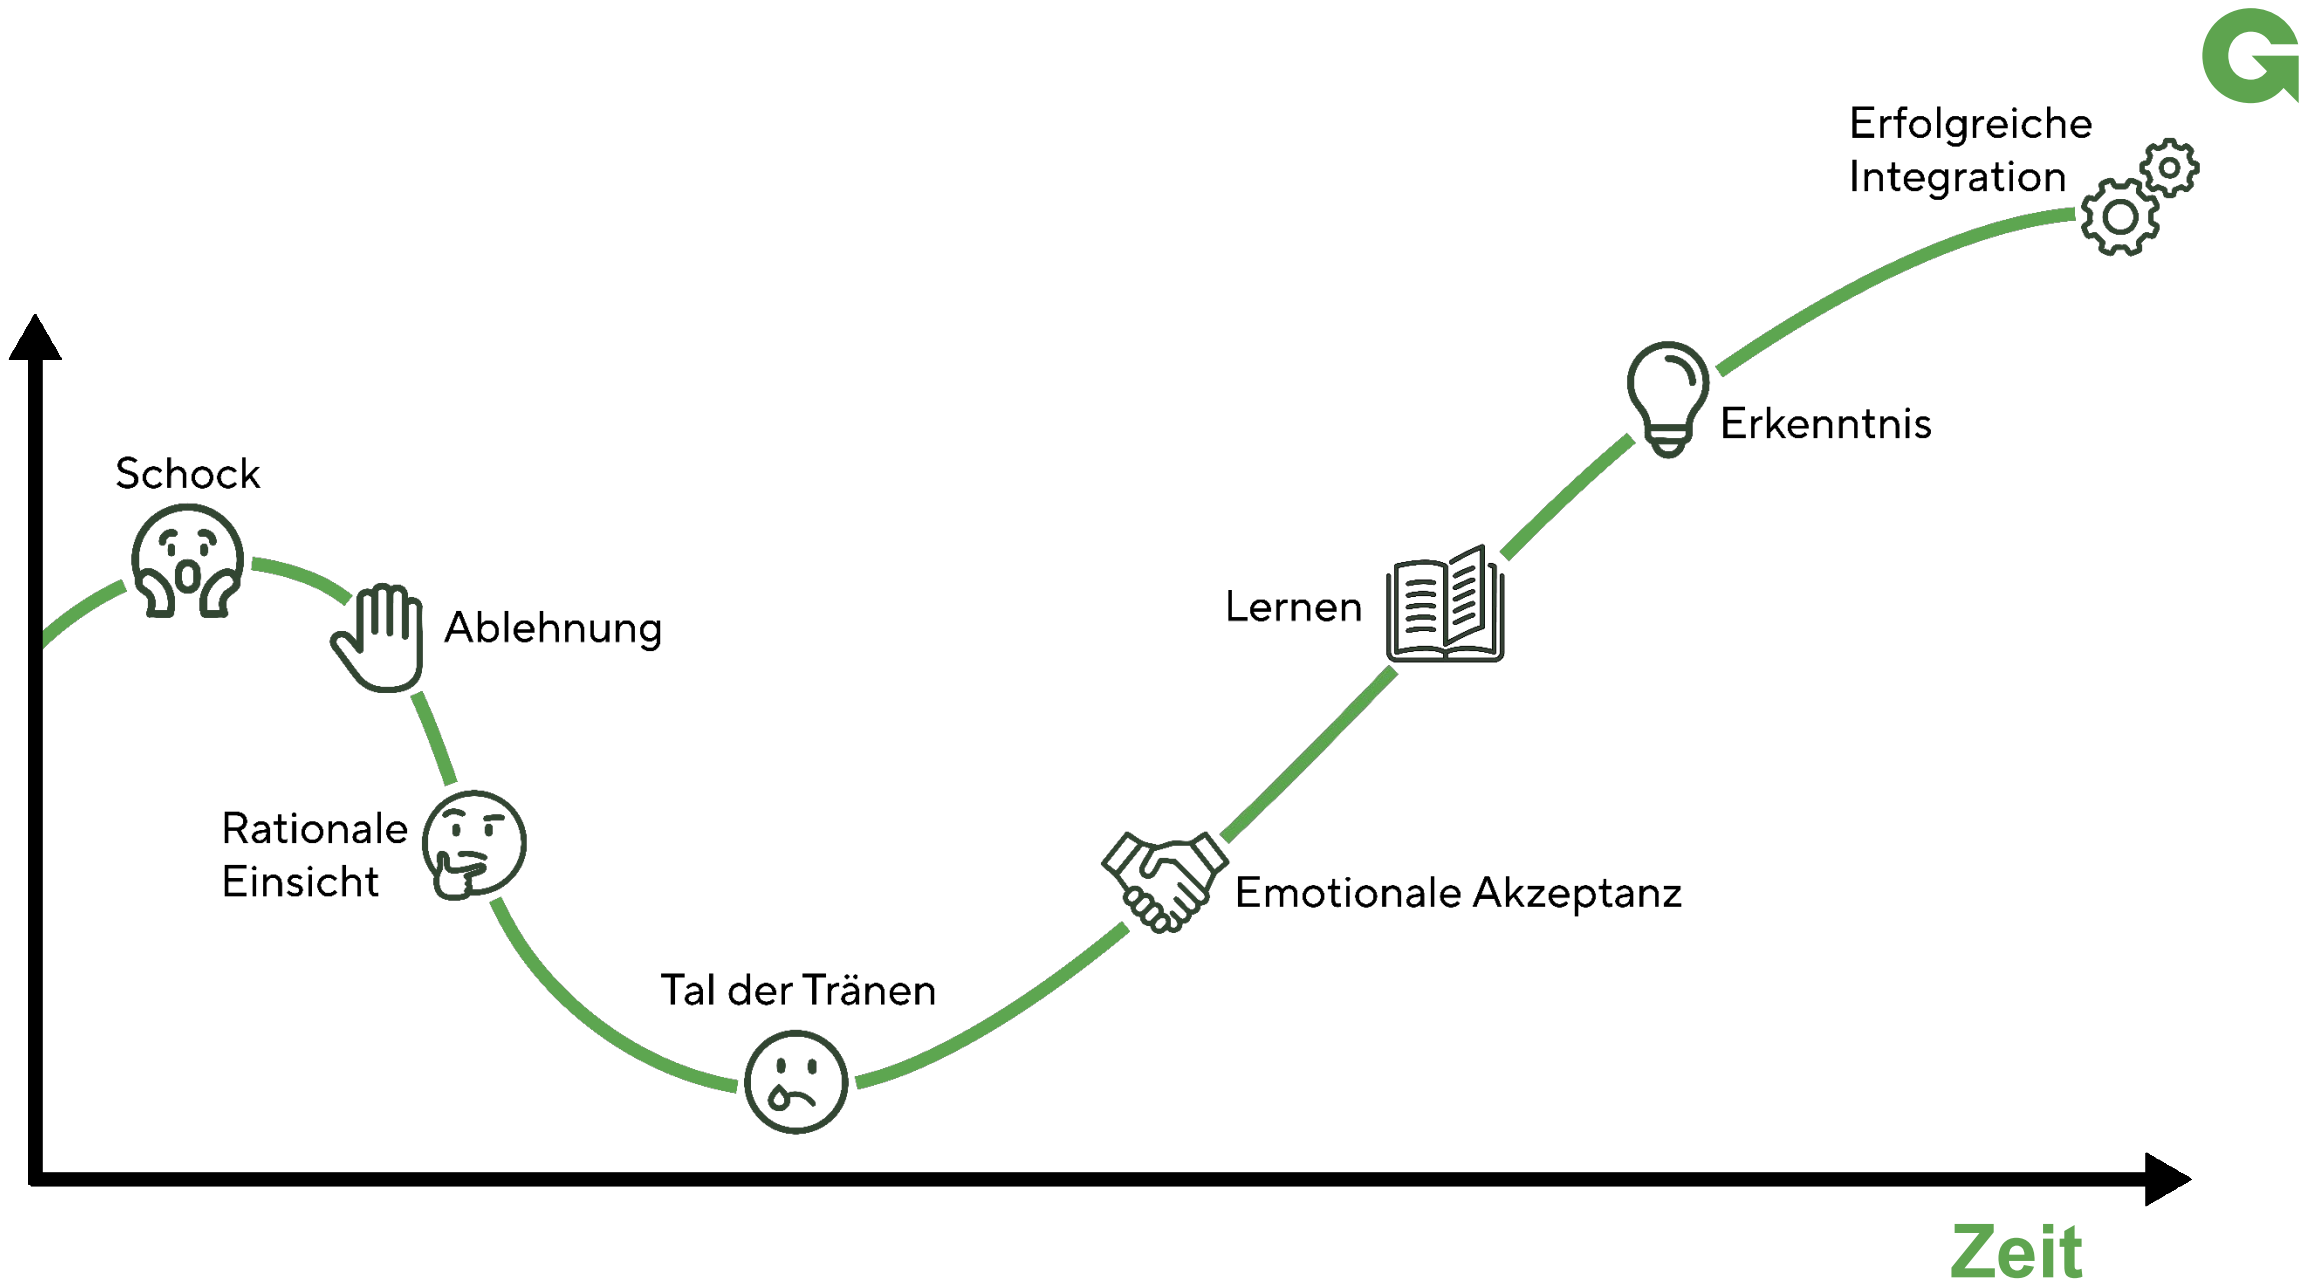 Schock
Ablehnung
Rationale
Einsicht
Tal der Tränen
Emotionale Akzeptanz
Lernen
Erkenntnis
Erfolgreiche
Integration
Zeit